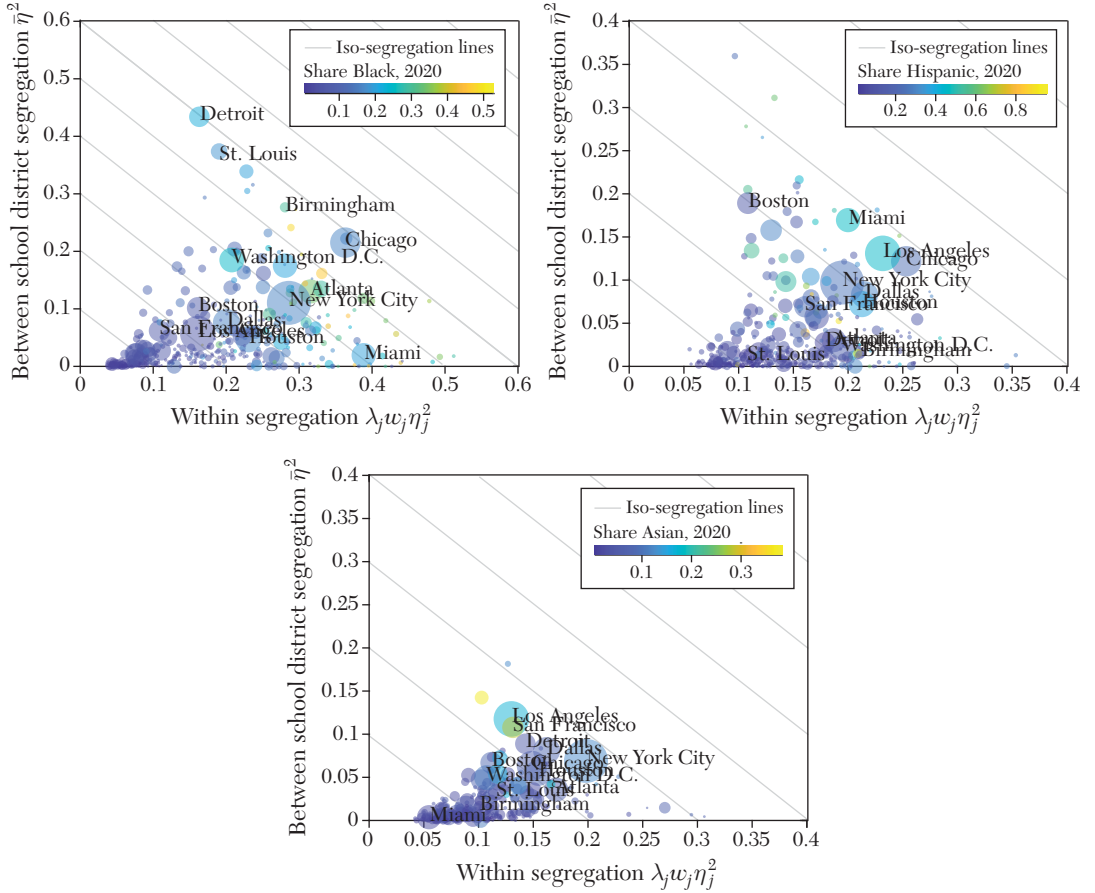 Between school district segregation η̄²
0.6
0.5
0.4
0.3
0.2
0.1
0
Iso-segregation lines
Share Black, 2020
0.1 0.2 0.3 0.4 0.5
Detroit
St. Louis
Birmingham
Chicago
Washington D.C.
Atlanta
New York City
Boston
Dallas
San Francisco
Los Angeles
Houston
Miami
0 0.1 0.2 0.3 0.4 0.5 0.6
Within segregation λⱼwⱼηⱼ²
Between school district segregation η̄²
0.4
0.35
0.3
0.25
0.2
0.15
0.1
0.05
0
Iso-segregation lines
Share Hispanic, 2020
0.2 0.4 0.6 0.8
Boston
Miami
Los Angeles
Chicago
New York City
Dallas
Houston
San Francisco
Atlanta
Detroit
Washington D.C.
Birmingham
St. Louis
0 0.05 0.1 0.15 0.2 0.25 0.3 0.35 0.4
Within segregation λⱼwⱼηⱼ²
Between school district segregation η̄²
0.4
0.35
0.3
0.25
0.2
0.15
0.1
0.05
0
Iso-segregation lines
Share Asian, 2020
0.1 0.2 0.3
Los Angeles
San Francisco
Detroit
Dallas
New York City
Boston
Chicago
Houston
Washington D.C.
Atlanta
St. Louis
Birmingham
Miami
0 0.05 0.1 0.15 0.2 0.25 0.3 0.35 0.4
Within segregation λⱼwⱼηⱼ²